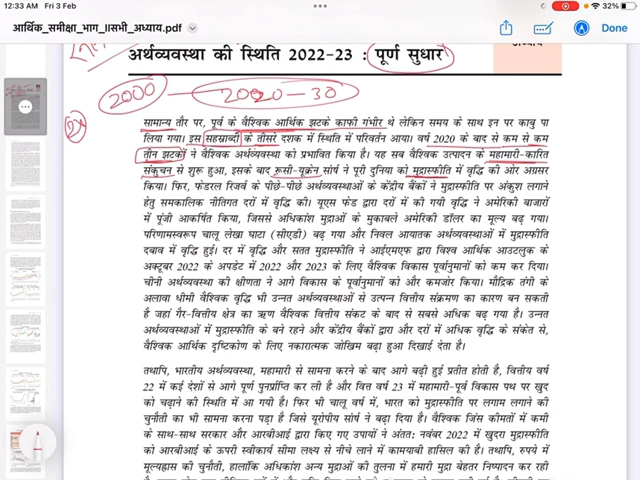 12:33 AM Fri 3 Feb
32%
आर्थिक_समीक्षा_भाग_IIसभी_अध्याय.pdf
Done
अर्थव्यवस्था की स्थिति 2022-23 : पूर्ण सुधार
2000 2020-30
सामान्य तौर पर, पूर्व के वैश्विक आर्थिक झटके काफी गंभीर थे लेकिन समय के साथ इन पर काबू पा
लिया गया। इस सहस्राब्दी के तीसरे दशक में स्थिति में परिवर्तन आया। वर्ष 2020 के बाद से कम से कम
तीन झटकों ने वैश्विक अर्थव्यवस्था को प्रभावित किया है। यह सब वैश्विक उत्पादन के महामारी-कारित
संकुचन से शुरू हुआ, इसके बाद रूसी-यूक्रेन संघर्ष ने पूरी दुनिया को मुद्रास्फीति में वृद्धि की ओर अग्रसर
किया। फिर, फेडरल रिजर्व के पीछे-पीछे अर्थव्यवस्थाओं के केंद्रीय बैंकों ने मुद्रास्फीति पर अंकुश लगाने
हेतु समकालिक नीतिगत दरों में वृद्धि की। यूएस फेड द्वारा दरों में की गयी वृद्धि ने अमेरिकी बाजारों
में पूंजी आकर्षित किया, जिससे अधिकांश मुद्राओं के मुकाबले अमेरिकी डॉलर का मूल्य बढ़ गया।
परिणामस्वरूप चालू लेखा घाटा (सीएडी) बढ़ गया और निवल आयातक अर्थव्यवस्थाओं में मुद्रास्फीति
दबाव में वृद्धि हुई। दर में वृद्धि और सतत मुद्रास्फीति ने आईएमएफ द्वारा विश्व आर्थिक आउटलुक के
अक्टूबर 2022 के अपडेट में 2022 और 2023 के लिए वैश्विक विकास पूर्वानुमानों को कम कर दिया।
चीनी अर्थव्यवस्था की क्षीणता ने आगे विकास के पूर्वानुमानों को और कमजोर किया। मौद्रिक तंगी के
अलावा धीमी वैश्विक वृद्धि भी उन्नत अर्थव्यवस्थाओं से उत्पन्न वित्तीय संक्रमण का कारण बन सकती
है जहां गैर-वित्तीय क्षेत्र का ऋण वैश्विक वित्तीय संकट के बाद से सबसे अधिक बढ़ गया है। उन्नत
अर्थव्यवस्थाओं में मुद्रास्फीति के बने रहने और केंद्रीय बैंकों द्वारा और दरों में अधिक वृद्धि के संकेत से,
वैश्विक आर्थिक दृष्टिकोण के लिए नकारात्मक जोखिम बढ़ा हुआ दिखाई देता है।
तथापि, भारतीय अर्थव्यवस्था, महामारी से सामना करने के बाद आगे बढ़ी हुई प्रतीत होती है, वित्तीय वर्ष
22 में कई देशों से आगे पूर्ण पुनप्राप्ति कर ली है और वित्त वर्ष 23 में महामारी-पूर्व विकास पथ पर खुद
को चढ़ाने की स्थिति में आ गयी है। फिर भी चालू वर्ष में, भारत को मुद्रास्फीति पर लगाम लगाने की
चुनौती का भी सामना करना पड़ा है जिसे यूरोपीय संघर्ष ने बढ़ा दिया है। वैश्विक जिंस कीमतों में कमी
के साथ-साथ सरकार और आरबीआई द्वारा किए गए उपायों ने अंततः नवंबर 2022 में खुदरा मुद्रास्फीति
को आरबीआई के ऊपरी स्वीकार्य सीमा लक्ष्य से नीचे लाने में कामयाबी हासिल की है। तथापि, रुपये में
मूल्यह्रास की चुनौती, हालांकि अधिकांश अन्य मुद्राओं की तुलना में हमारी मुद्रा बेहतर निष्पादन कर रही